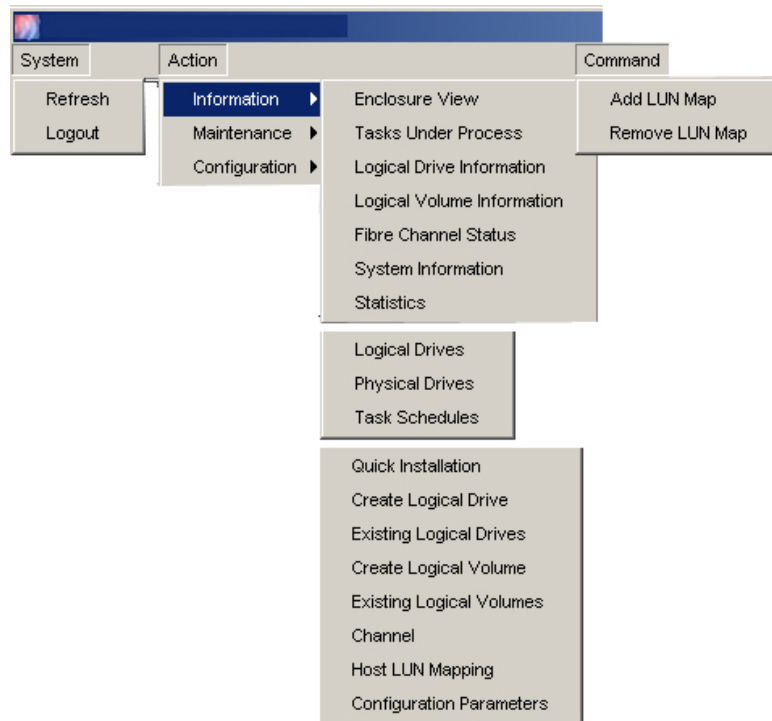 System
Action
Command
Refresh
Logout
Information
Maintenance
Configuration
Enclosure View
Tasks Under Process
Logical Drive Information
Logical Volume Information
Fibre Channel Status
System Information
Statistics
Add LUN Map
Remove LUN Map
Logical Drives
Physical Drives
Task Schedules
Quick Installation
Create Logical Drive
Existing Logical Drives
Create Logical Volume
Existing Logical Volumes
Channel
Host LUN Mapping
Configuration Parameters